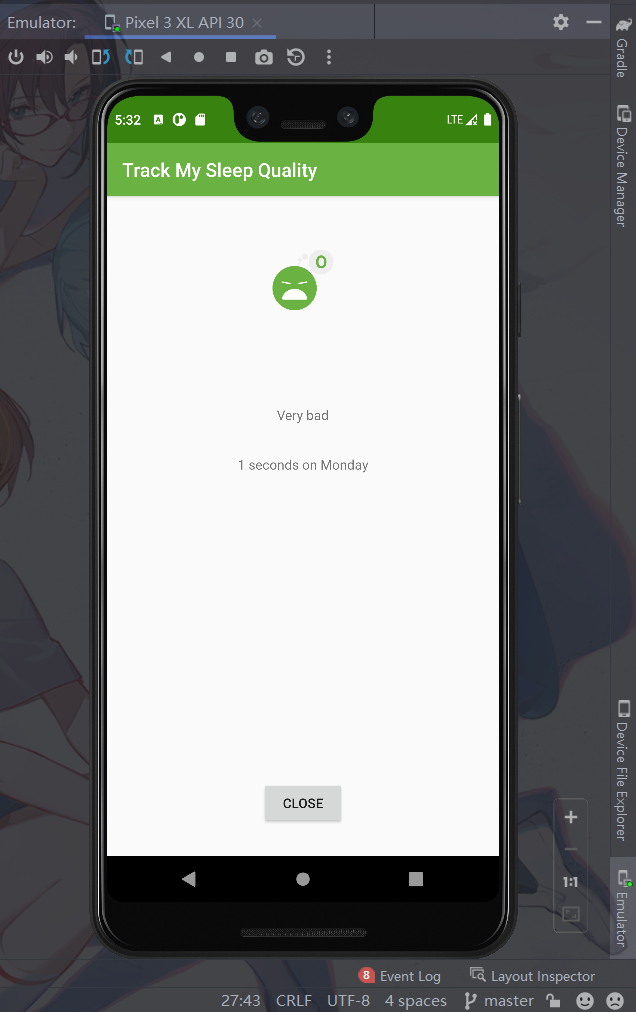 Emulator: Pixel 3 XL API 30
Gradle
Device Manager
5:32 A LTE
Track My Sleep Quality
0
Very bad
1 seconds on Monday
CLOSE
Device File Explorer
1:1
Emulator
8 Event Log Layout Inspector
27:43 CRLF UTF-8 4 spaces master